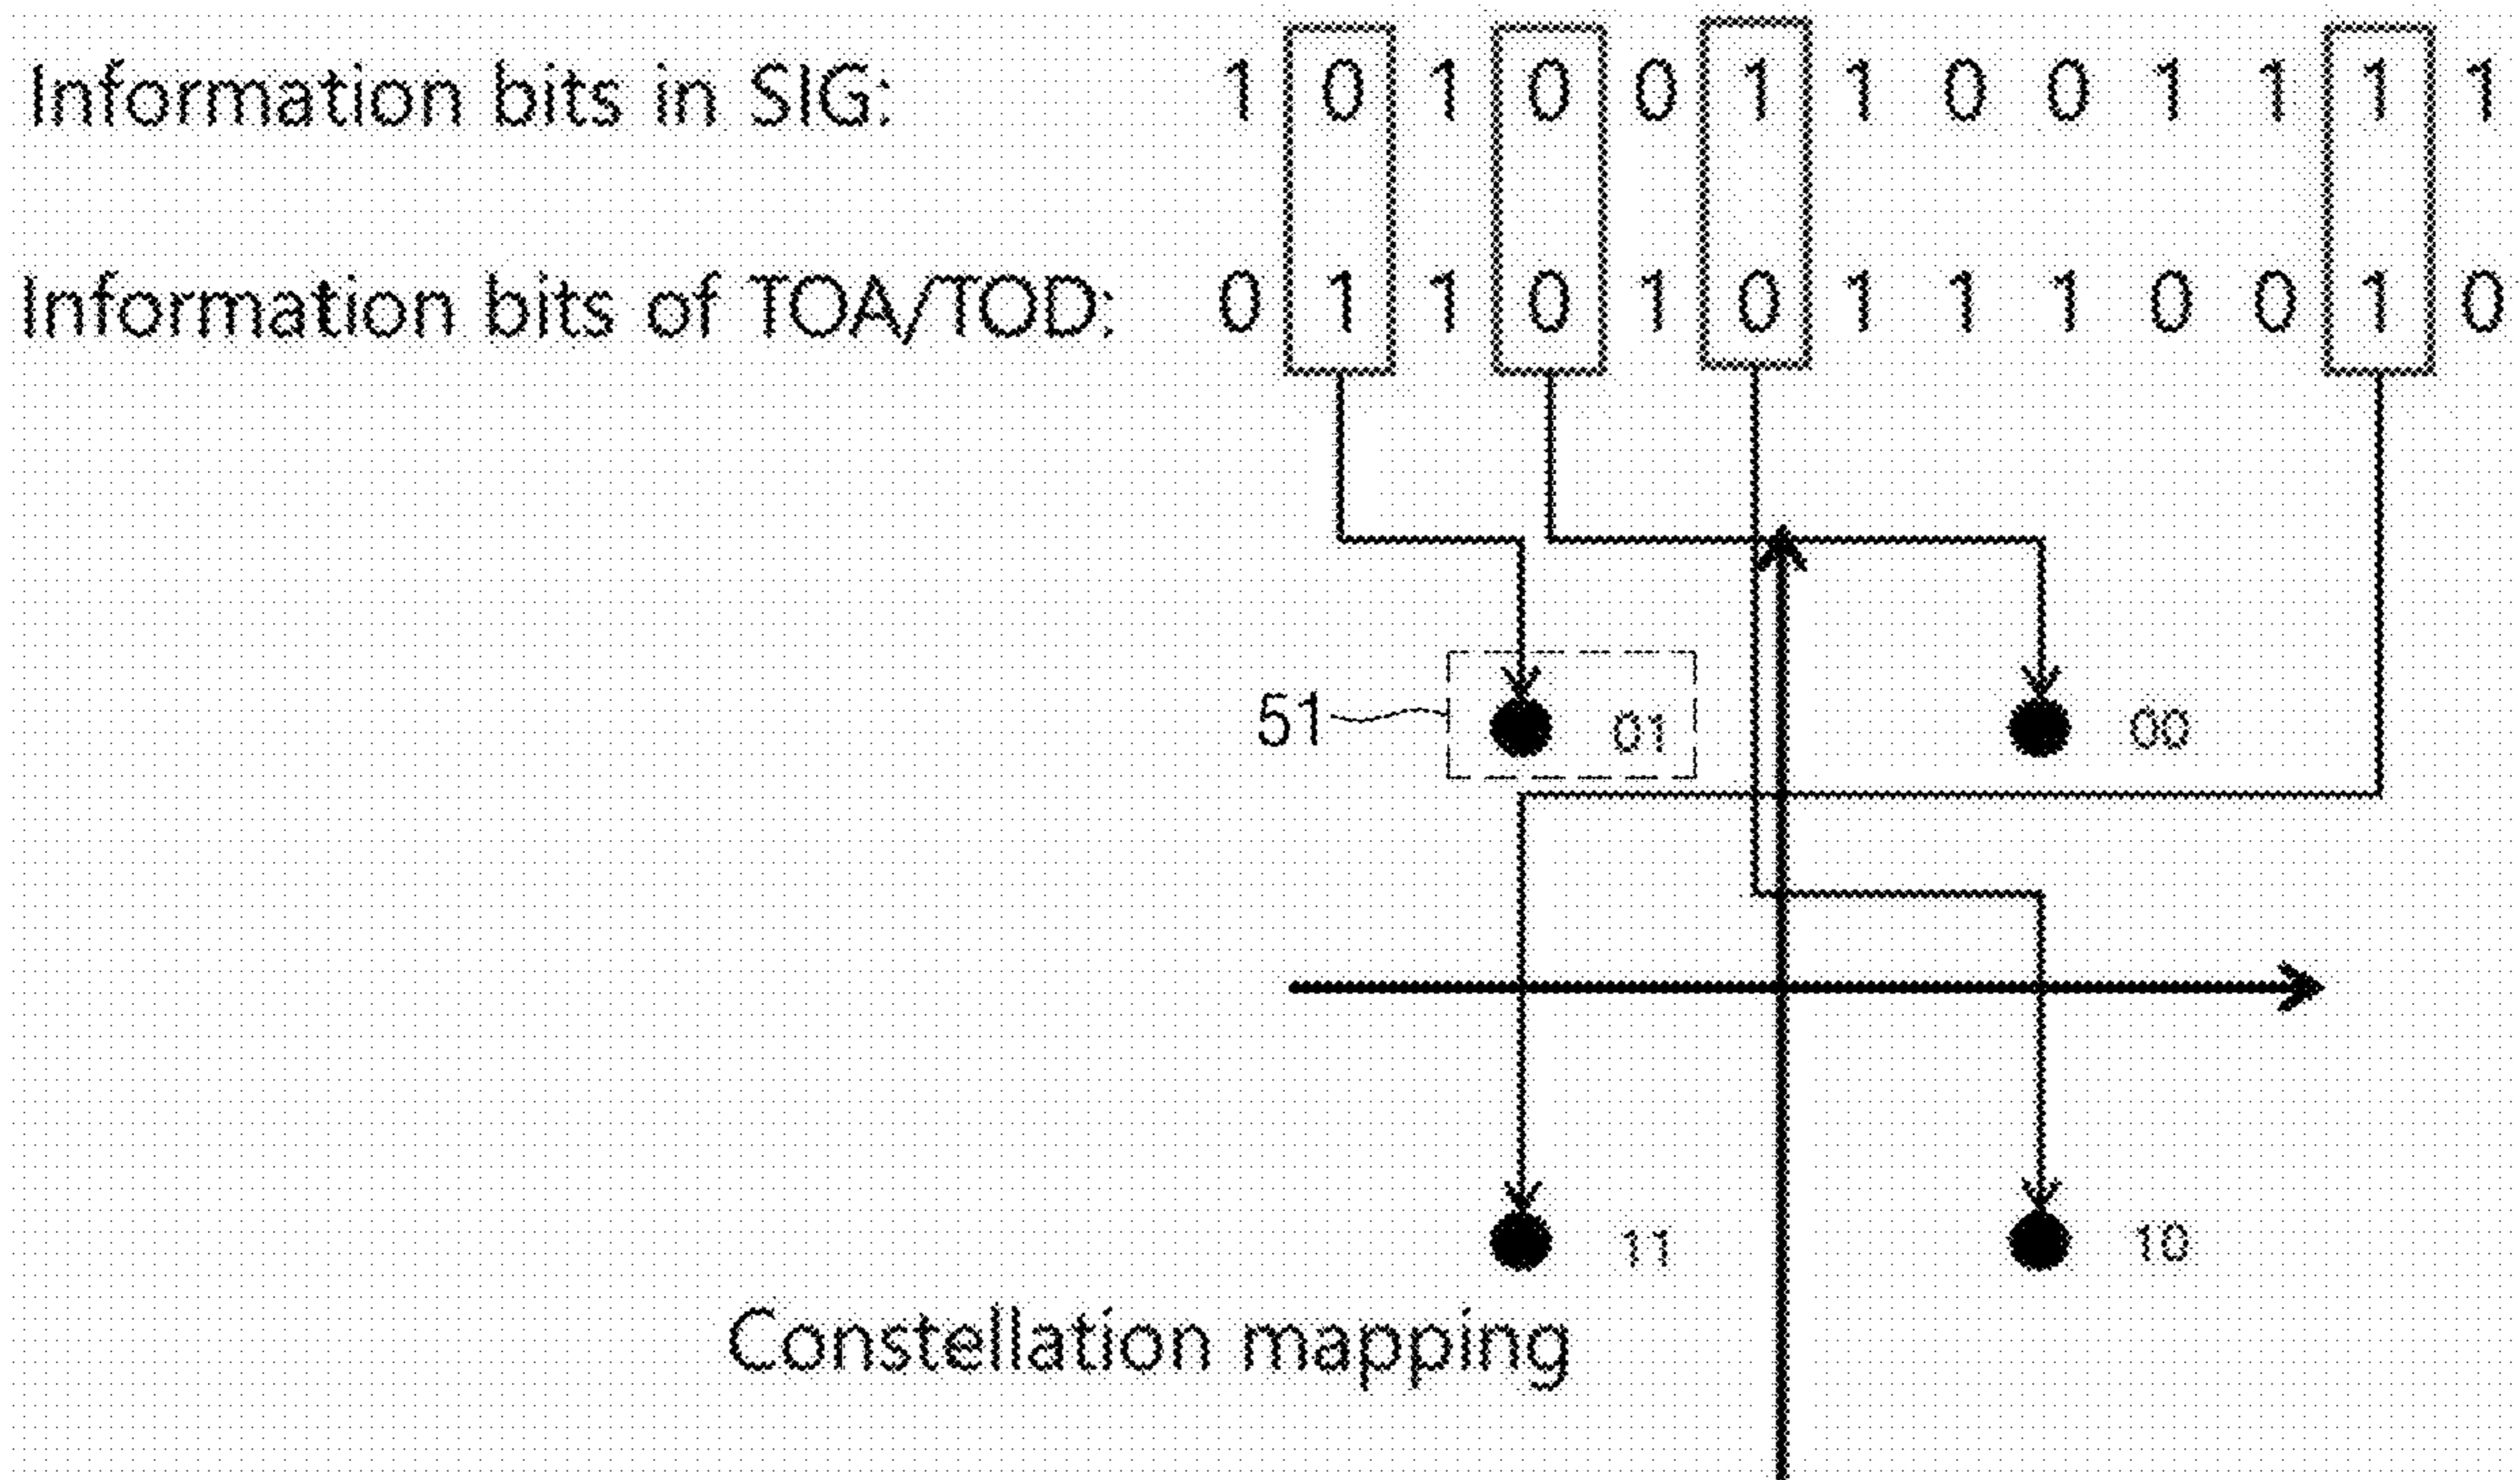 Information bits in SIG: 1 0 1 0 0 1 1 0 0 1 1 1 1
Information bits of TOA/TOD: 0 1 1 0 1 0 1 1 1 0 0 1 0
51 01 00
11 10
Constellation mapping